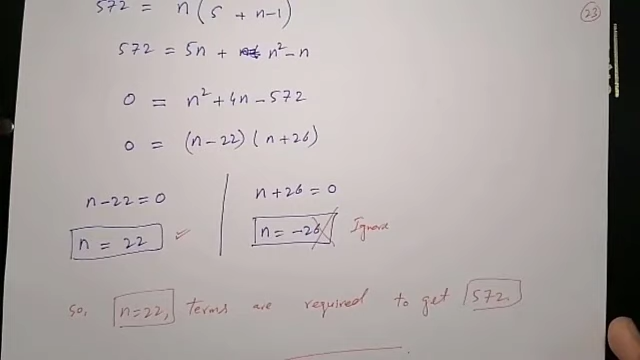 23
572 = n(5 + n-1)
572 = 5n + n² - n
0 = n² + 4n - 572
0 = (n-22)(n+26)
n-22=0
n = 22 ✓
n+26=0
n = -26 Ignore
So, n=22, terms are required to get 572.